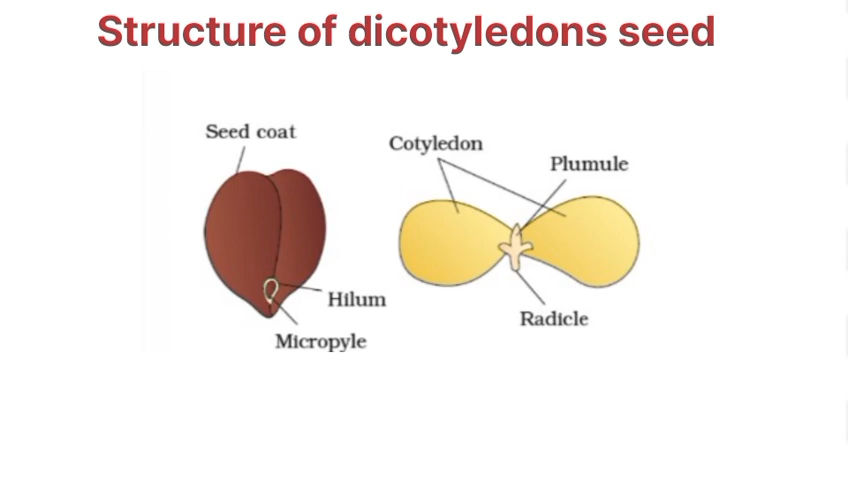 Structure of dicotyledons seed
Seed coat
Cotyledon
Plumule
Hilum
Micropyle
Radicle